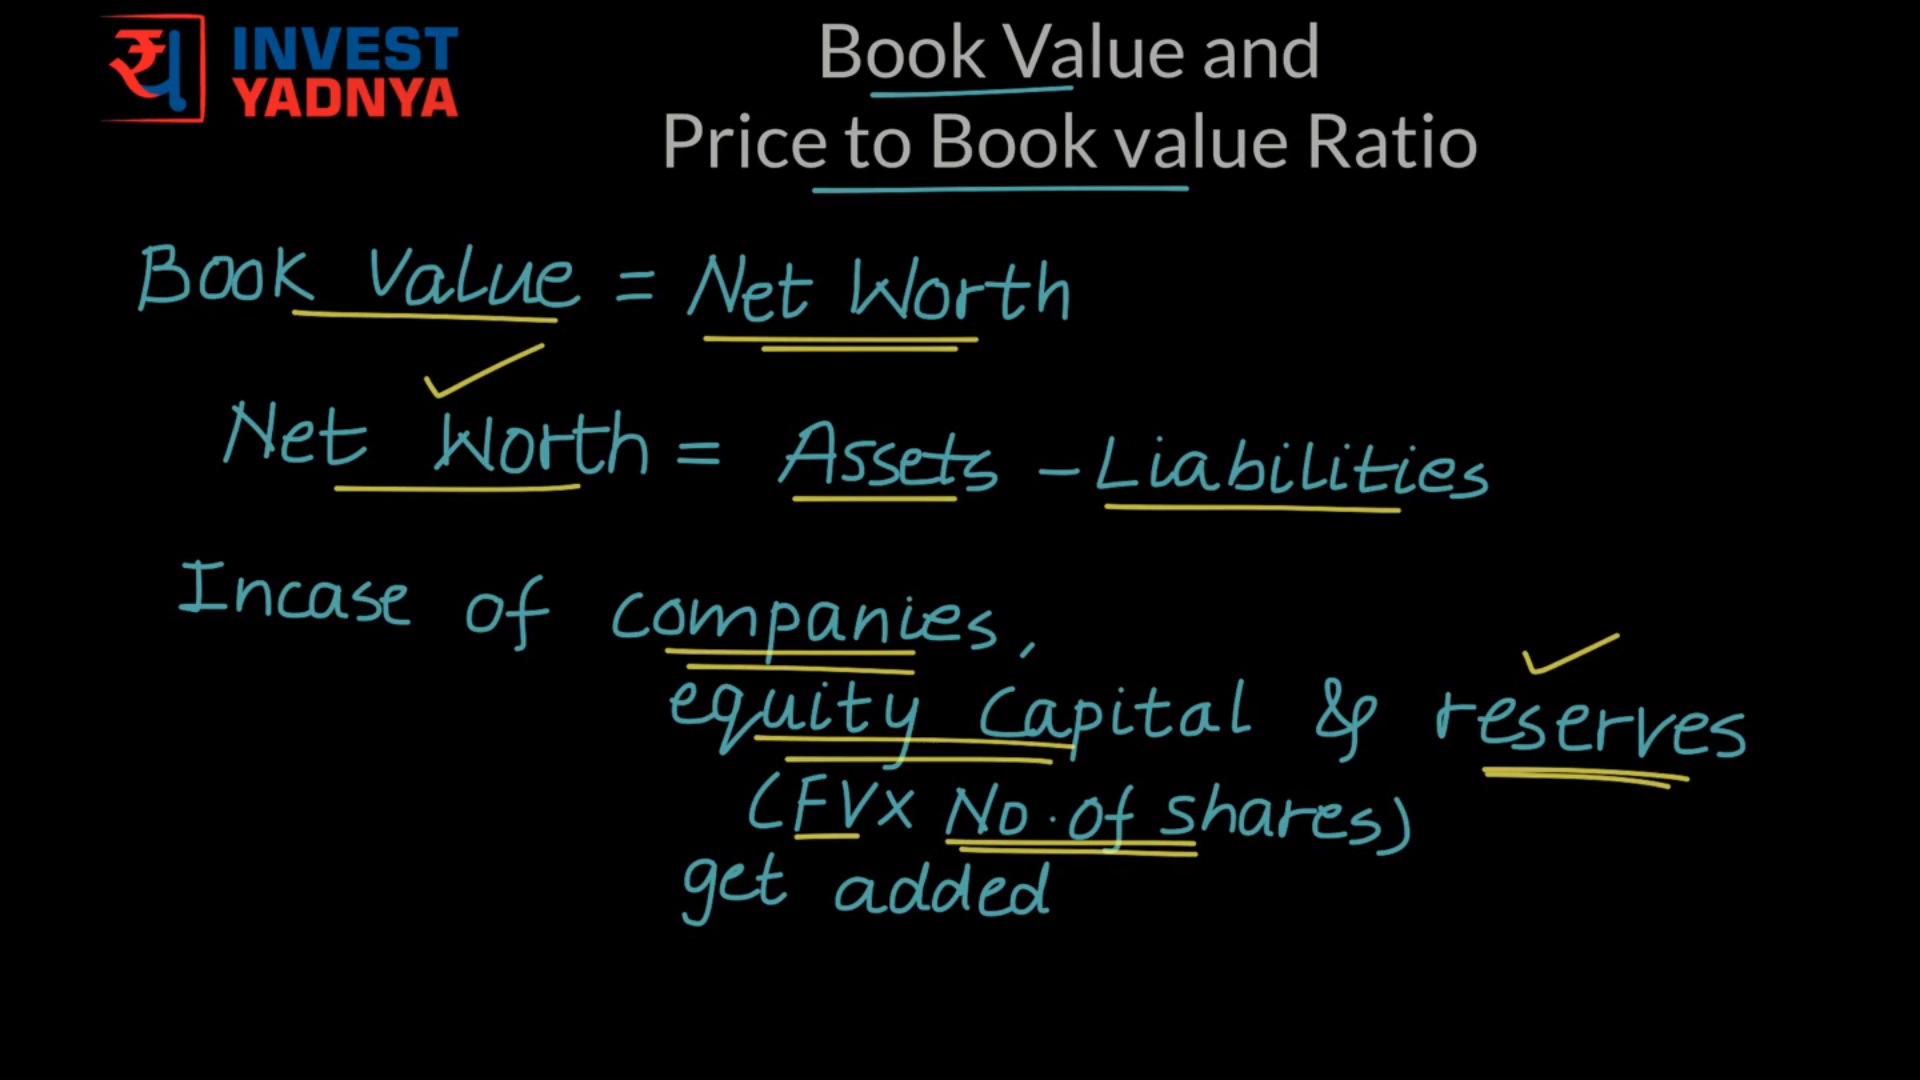 INVEST
YADNYA
Book Value and
Price to Book value Ratio
Book Value = Net Worth
Net Worth = Assets - Liabilities
Incase of companies,
equity Capital & reserves
(FV x No. of shares)
get added